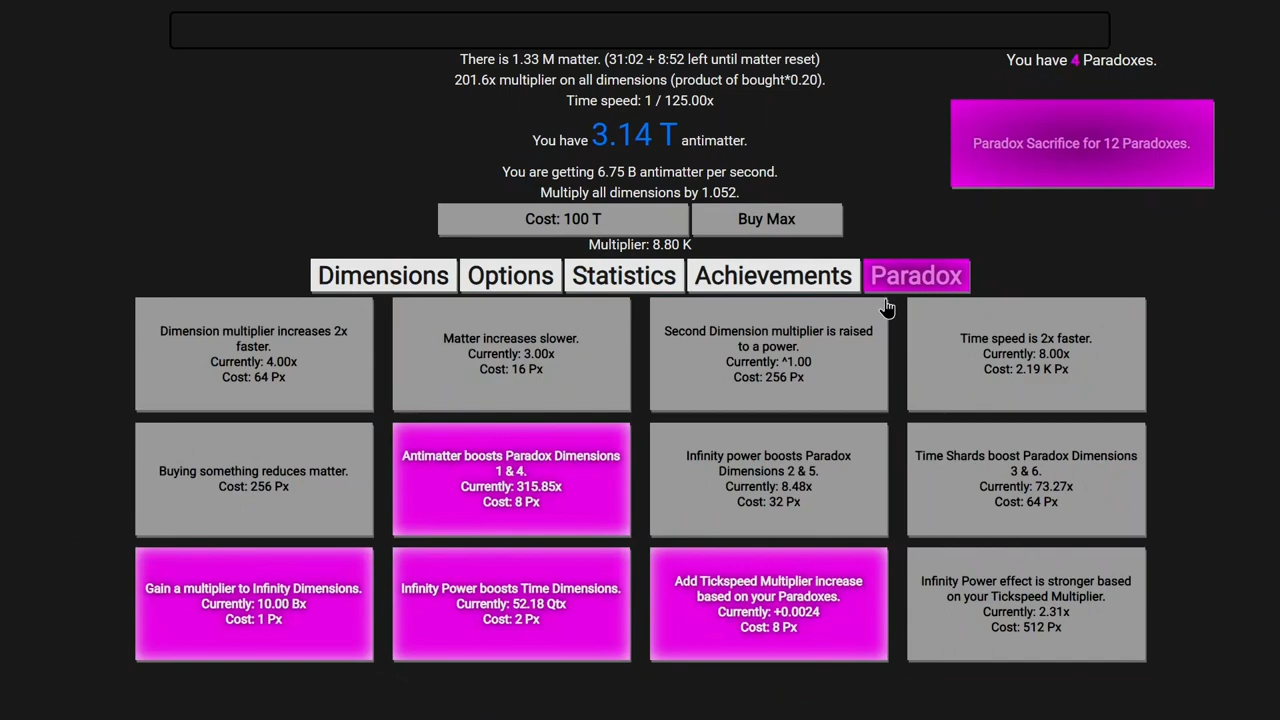 There is 1.33 M matter. (31:02 + 8:52 left until matter reset)
You have 4 Paradoxes.
201.6x multiplier on all dimensions (product of bought*0.20).
Time speed: 1 / 125.00x
You have 3.14 T antimatter.
Paradox Sacrifice for 12 Paradoxes.
You are getting 6.75 B antimatter per second.
Multiply all dimensions by 1.052.
Cost: 100 T
Buy Max
Multiplier: 8.80 K
Dimensions
Options
Statistics
Achievements
Paradox
Dimension multiplier increases 2x
faster.
Currently: 4.00x
Cost: 64 Px
Matter increases slower.
Currently: 3.00x
Cost: 16 Px
Second Dimension multiplier is raised
to a power.
Currently: ^1.00
Cost: 256 Px
Time speed is 2x faster.
Currently: 8.00x
Cost: 2.19 K Px
Buying something reduces matter.
Cost: 256 Px
Antimatter boosts Paradox Dimensions
1 & 4.
Currently: 315.85x
Cost: 8 Px
Infinity power boosts Paradox
Dimensions 2 & 5.
Currently: 8.48x
Cost: 32 Px
Time Shards boost Paradox Dimensions
3 & 6.
Currently: 73.27x
Cost: 64 Px
Gain a multiplier to Infinity Dimensions.
Currently: 10.00 Bx
Cost: 1 Px
Infinity Power boosts Time Dimensions.
Currently: 52.18 Qtx
Cost: 2 Px
Add Tickspeed Multiplier increase
based on your Paradoxes.
Currently: +0.0024
Cost: 8 Px
Infinity Power effect is stronger based
on your Tickspeed Multiplier.
Currently: 2.31x
Cost: 512 Px